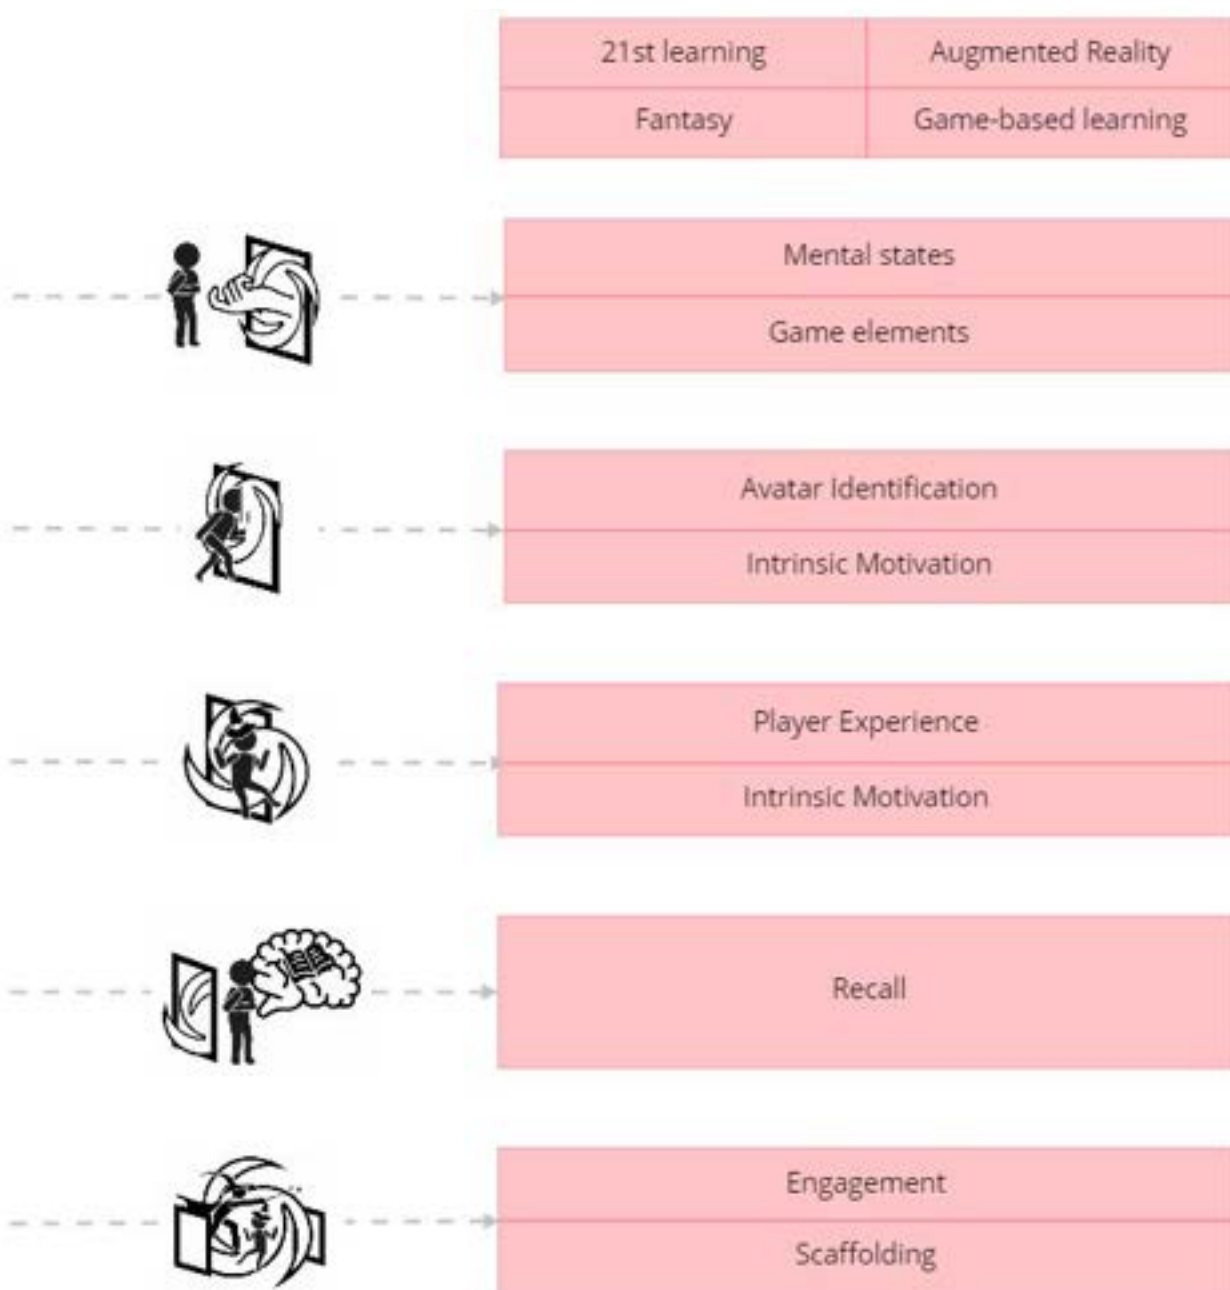 21st learning Augmented Reality
Fantasy Game-based learning
Mental states
Game elements
Avatar Identification
Intrinsic Motivation
Player Experience
Intrinsic Motivation
Recall
Engagement
Scaffolding